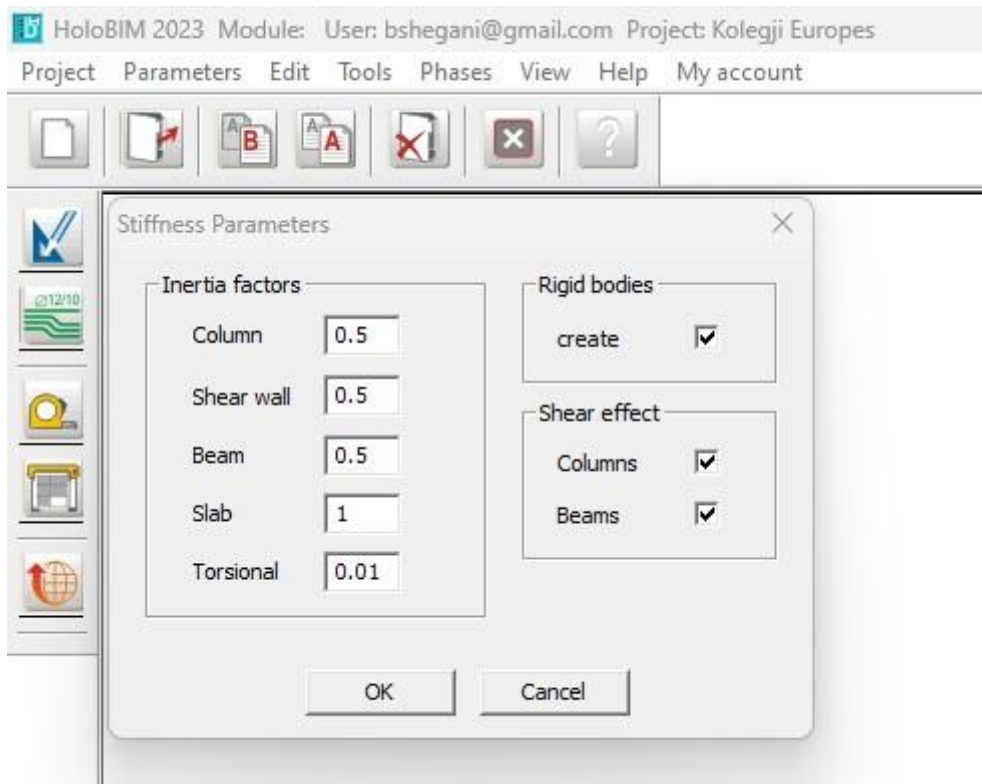 HoloBIM 2023 Module: User: bshegani@gmail.com Project: Kolegji Europes
Project Parameters Edit Tools Phases View Help My account
A B
A A
?
Stiffness Parameters
Ø12/10
Inertia factors
Column 0.5
Shear wall 0.5
Beam 0.5
Slab 1
Torsional 0.01
Rigid bodies
create
Shear effect
Columns
Beams
OK Cancel